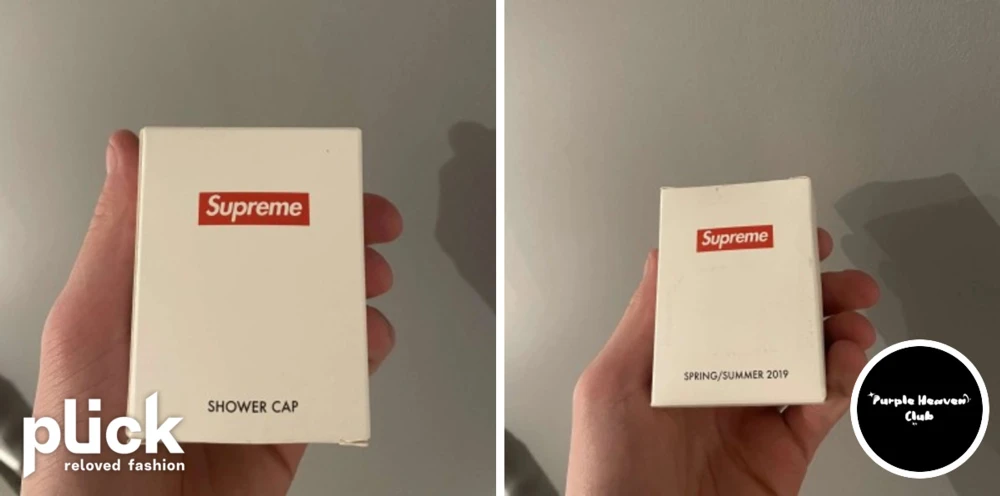 Supreme
SHOWER CAP
plick
reloved fashion
Supreme
SPRING/SUMMER 2019
Purple Heaven
Club